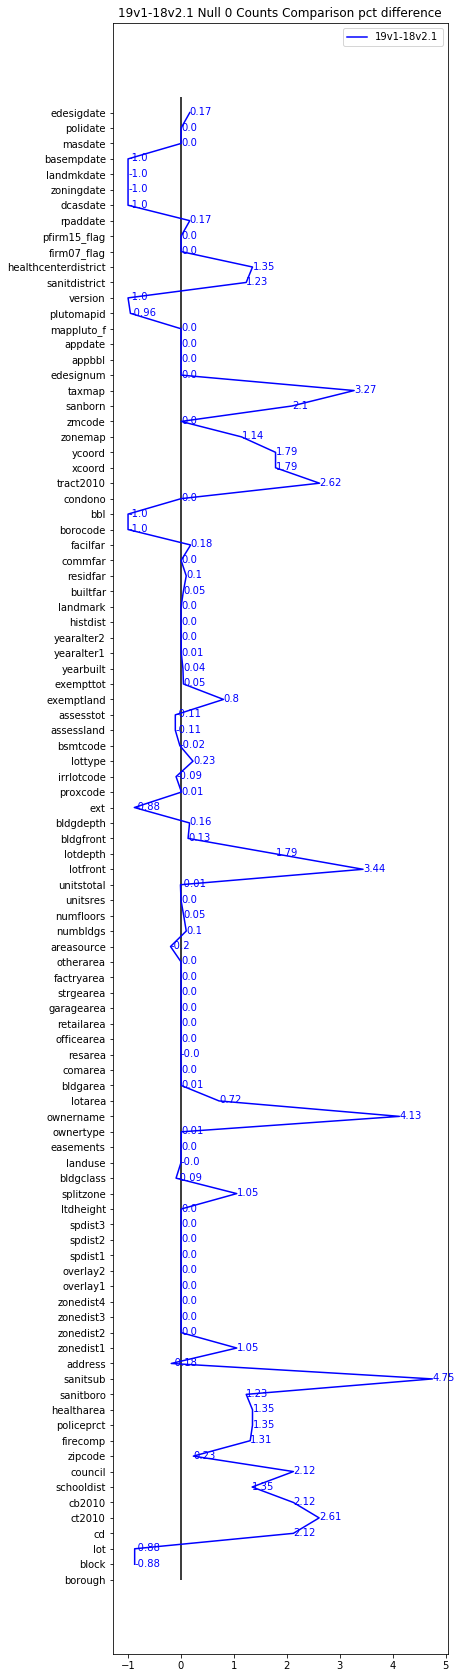 19v1-18v2.1 Null 0 Counts Comparison pct difference
19v1-18v2.1
edesigdate 0.17
polidate 0.0
masdate 0.0
basempdate -1.0
landmkdate -1.0
zoningdate -1.0
dcasdate -1.0
rpaddate 0.17
pfirm15_flag 0.0
firm07_flag 0.0
healthcenterdistrict 1.35
sanitdistrict 1.23
version -1.0
plutomapid -0.96
mappluto_f 0.0
appdate 0.0
appbbl 0.0
edesignum 0.0
taxmap 3.27
sanborn 2.1
zmcode 0.0
zonemap 1.14
ycoord 1.79
xcoord 1.79
tract2010 2.62
condono 0.0
bbl -1.0
borocode -1.0
facilfar 0.18
commfar 0.0
residfar 0.1
builtfar 0.05
landmark 0.0
histdist 0.0
yearalter2 0.0
yearalter1 0.01
yearbuilt 0.04
exempttot 0.05
exemptland 0.8
assesstot -0.11
assessland -0.11
bsmtcode -0.02
lottype 0.23
irrlotcode -0.09
proxcode 0.01
ext -0.88
bldgdepth 0.16
bldgfront 0.13
lotdepth 1.79
lotfront 3.44
unitstotal -0.01
unitsres 0.0
numfloors 0.05
numbldgs 0.1
areasource -0.2
otherarea 0.0
factryarea 0.0
strgearea 0.0
garagearea 0.0
retailarea 0.0
officearea 0.0
resarea -0.0
comarea 0.0
bldgarea 0.01
lotarea 0.72
ownername 4.13
ownertype 0.01
easements 0.0
landuse -0.0
bldgclass -0.09
splitzone 1.05
ltdheight 0.0
spdist3 0.0
spdist2 0.0
spdist1 0.0
overlay2 0.0
overlay1 0.0
zonedist4 0.0
zonedist3 0.0
zonedist2 0.0
zonedist1 1.05
address -0.18
sanitsub 4.75
sanitboro 1.23
healtharea 1.35
policeprct 1.35
firecomp 1.31
zipcode 0.23
council 2.12
schooldist 1.35
cb2010 2.12
ct2010 2.61
cd 2.12
lot -0.88
block -0.88
borough
−1 0 1 2 3 4 5